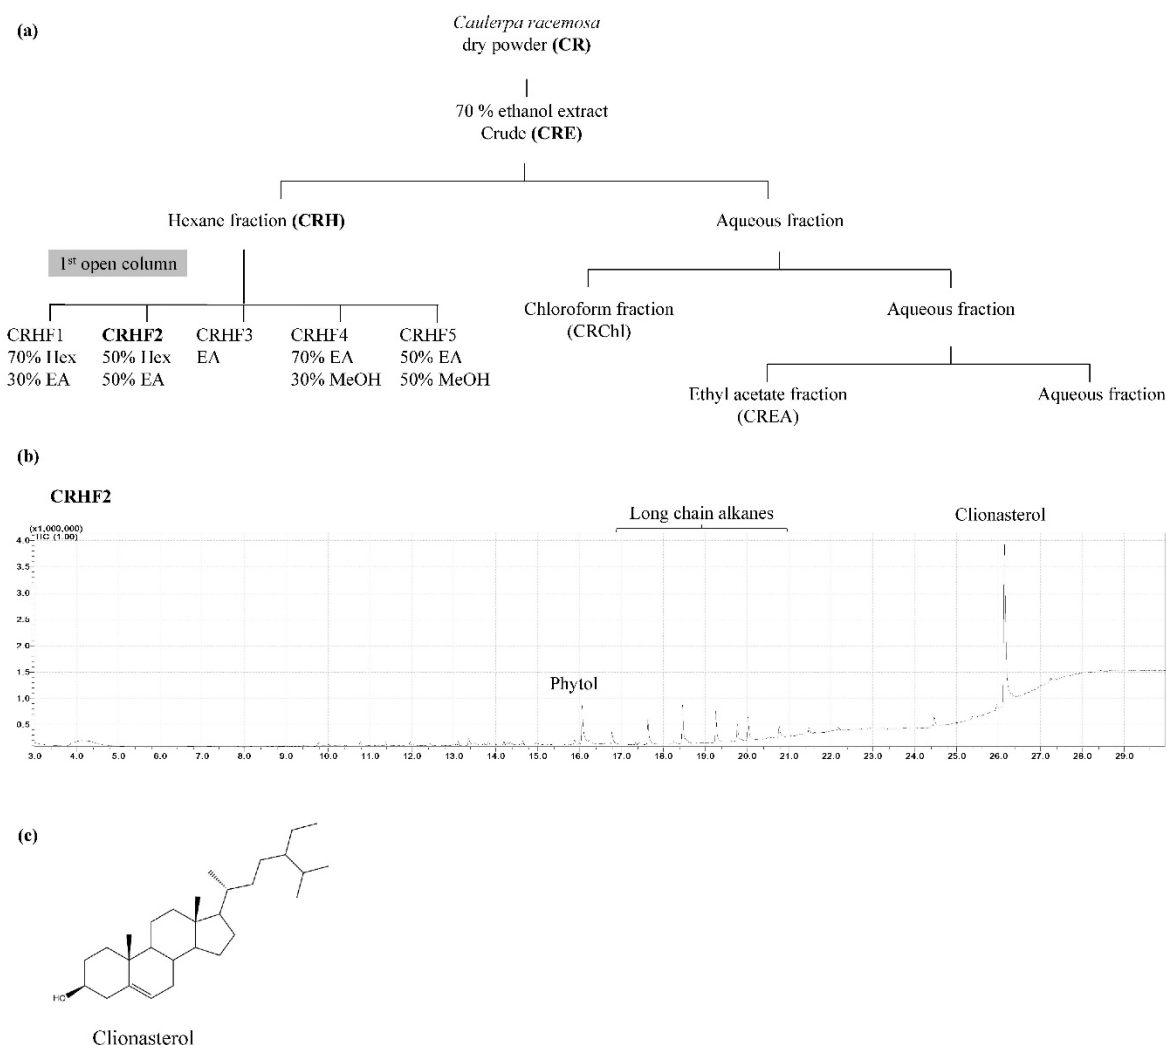 (a)
Caulerpa racemosa
dry powder (CR)
70 % ethanol extract
Crude (CRE)
Hexane fraction (CRH)
Aqueous fraction
1st open column
CRHF1
70% Hex
30% EA
CRHF2
50% Hex
50% EA
CRHF3
EA
CRHF4
70% EA
30% MeOH
CRHF5
50% EA
50% MeOH
Chloroform fraction
(CRChl)
Aqueous fraction
Ethyl acetate fraction
(CREA)
Aqueous fraction
(b)
CRHF2
Long chain alkanes
Clionasterol
(x1,000,000)
TIC (1.00)
4.0
3.5
3.0
2.5
2.0
1.5
1.0
0.5
Phytol
3.0 4.0 5.0 6.0 7.0 8.0 9.0 10.0 11.0 12.0 13.0 14.0 15.0 16.0 17.0 18.0 19.0 20.0 21.0 22.0 23.0 24.0 25.0 26.0 27.0 28.0 29.0
(c)
HO
Clionasterol